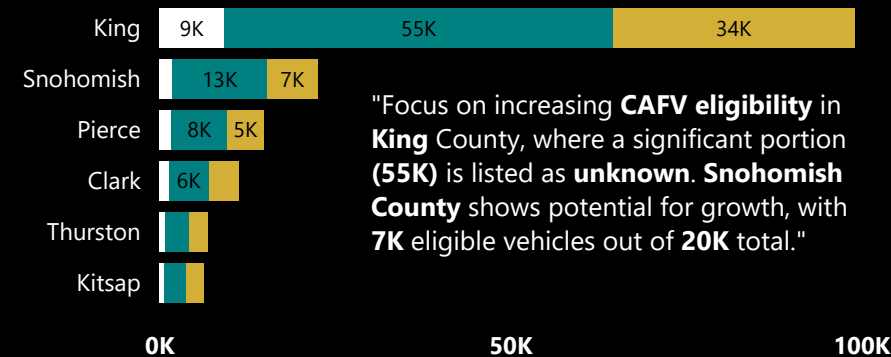 King 9K 55K 34K
Snohomish 13K 7K
Pierce 8K 5K
Clark 6K
Thurston
Kitsap
"Focus on increasing CAFV eligibility in
King County, where a significant portion
(55K) is listed as unknown. Snohomish
County shows potential for growth, with
7K eligible vehicles out of 20K total."
0K 50K 100K